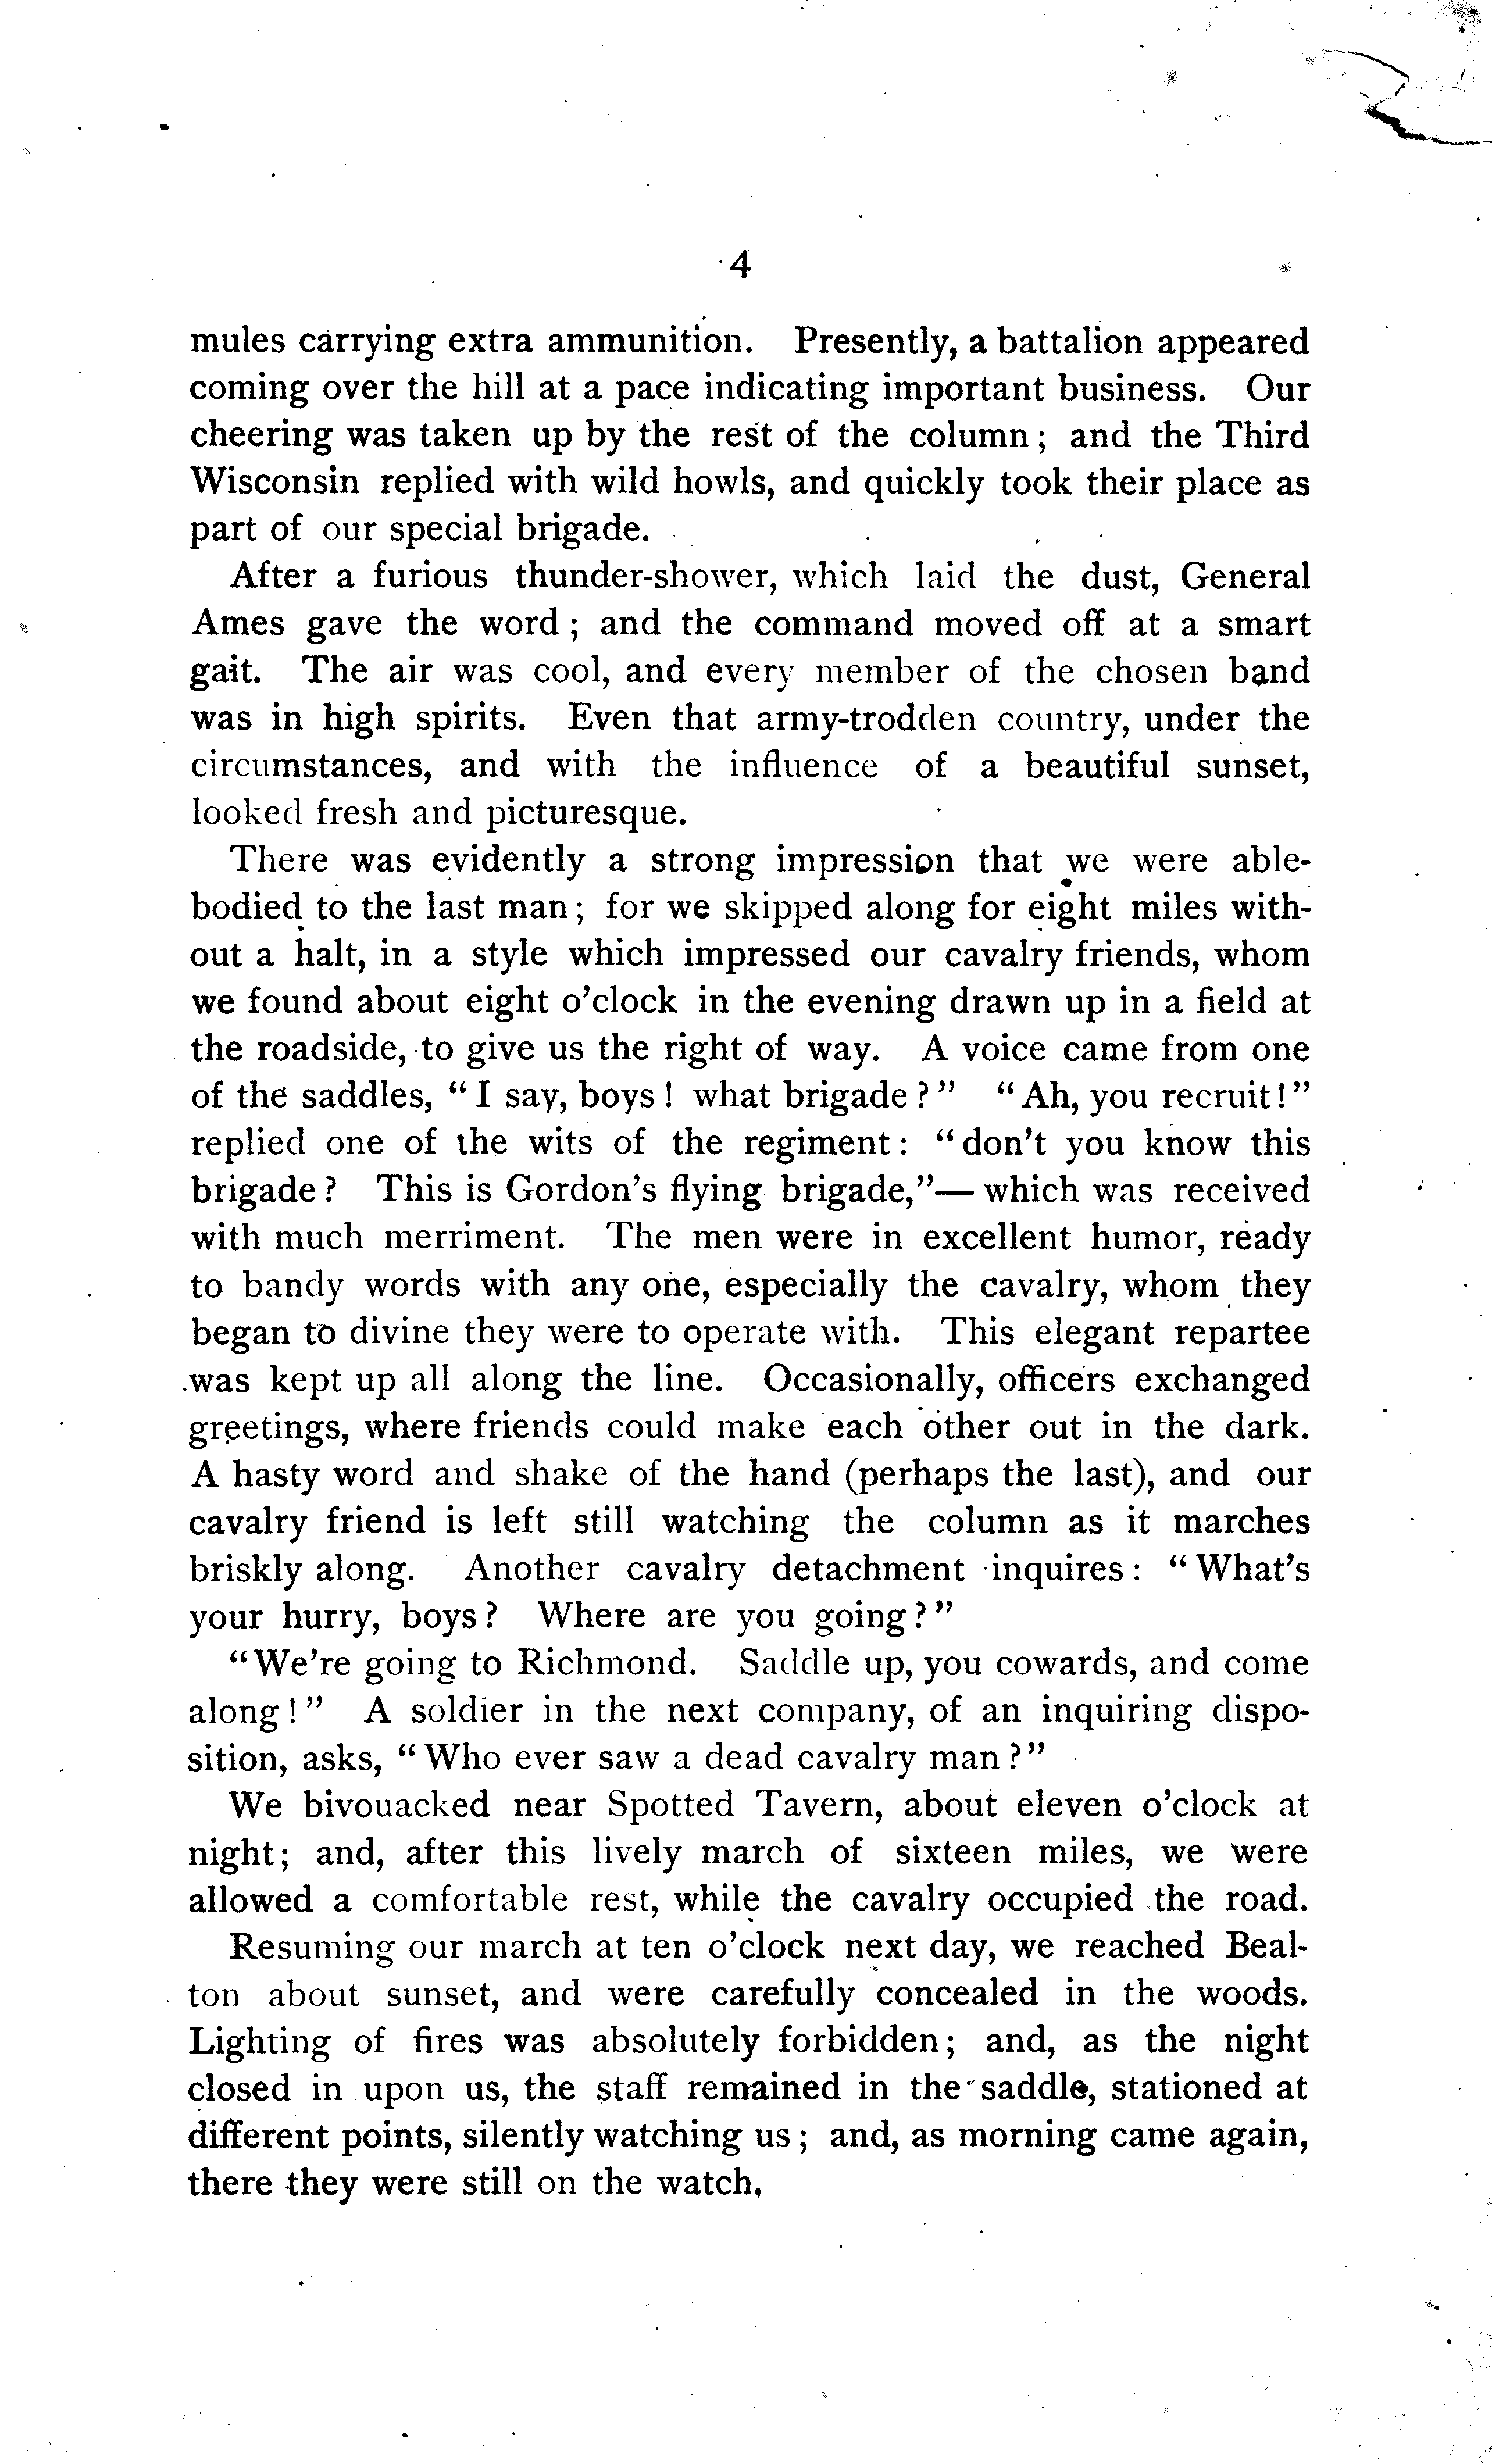 4
mules carrying extra ammunition. Presently, a battalion appeared
coming over the hill at a pace indicating important business. Our
cheering was taken up by the rest of the column; and the Third
Wisconsin replied with wild howls, and quickly took their place as
part of our special brigade.
After a furious thunder-shower, which laid the dust, General
Ames gave the word; and the command moved off at a smart
gait. The air was cool, and every member of the chosen band
was in high spirits. Even that army-trodden country, under the
circumstances, and with the influence of a beautiful sunset,
looked fresh and picturesque.
There was evidently a strong impression that we were able-
bodied to the last man; for we skipped along for eight miles with-
out a halt, in a style which impressed our cavalry friends, whom
we found about eight o'clock in the evening drawn up in a field at
the roadside, to give us the right of way. A voice came from one
of the saddles, "I say, boys! what brigade?" "Ah, you recruit!"
replied one of the wits of the regiment: "don't you know this
brigade? This is Gordon's flying brigade,"— which was received
with much merriment. The men were in excellent humor, ready
to bandy words with any one, especially the cavalry, whom they
began to divine they were to operate with. This elegant repartee
was kept up all along the line. Occasionally, officers exchanged
greetings, where friends could make each other out in the dark.
A hasty word and shake of the hand (perhaps the last), and our
cavalry friend is left still watching the column as it marches
briskly along. Another cavalry detachment inquires: "What's
your hurry, boys? Where are you going?"
"We're going to Richmond. Saddle up, you cowards, and come
along!" A soldier in the next company, of an inquiring dispo-
sition, asks, "Who ever saw a dead cavalry man?"
We bivouacked near Spotted Tavern, about eleven o'clock at
night; and, after this lively march of sixteen miles, we were
allowed a comfortable rest, while the cavalry occupied the road.
Resuming our march at ten o'clock next day, we reached Beal-
ton about sunset, and were carefully concealed in the woods.
Lighting of fires was absolutely forbidden; and, as the night
closed in upon us, the staff remained in the saddle, stationed at
different points, silently watching us; and, as morning came again,
there they were still on the watch,